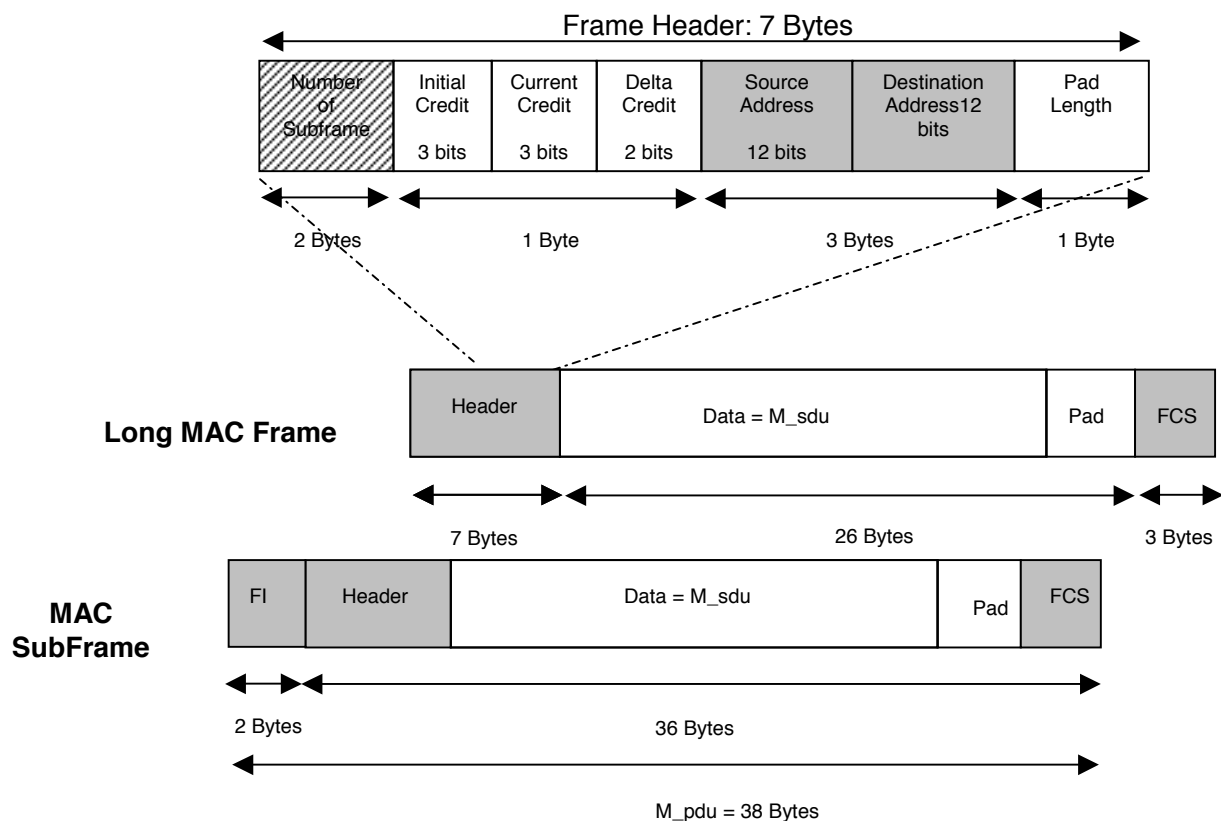 Frame Header: 7 Bytes
Number of Subframe
Initial Credit 3 bits
Current Credit 3 bits
Delta Credit 2 bits
Source Address 12 bits
Destination Address12 bits
Pad Length
2 Bytes
1 Byte
3 Bytes
1 Byte
Long MAC Frame
Header
Data = M_sdu
Pad
FCS
7 Bytes
26 Bytes
3 Bytes
MAC SubFrame
FI
Header
Data = M_sdu
Pad
FCS
2 Bytes
36 Bytes
M_pdu = 38 Bytes